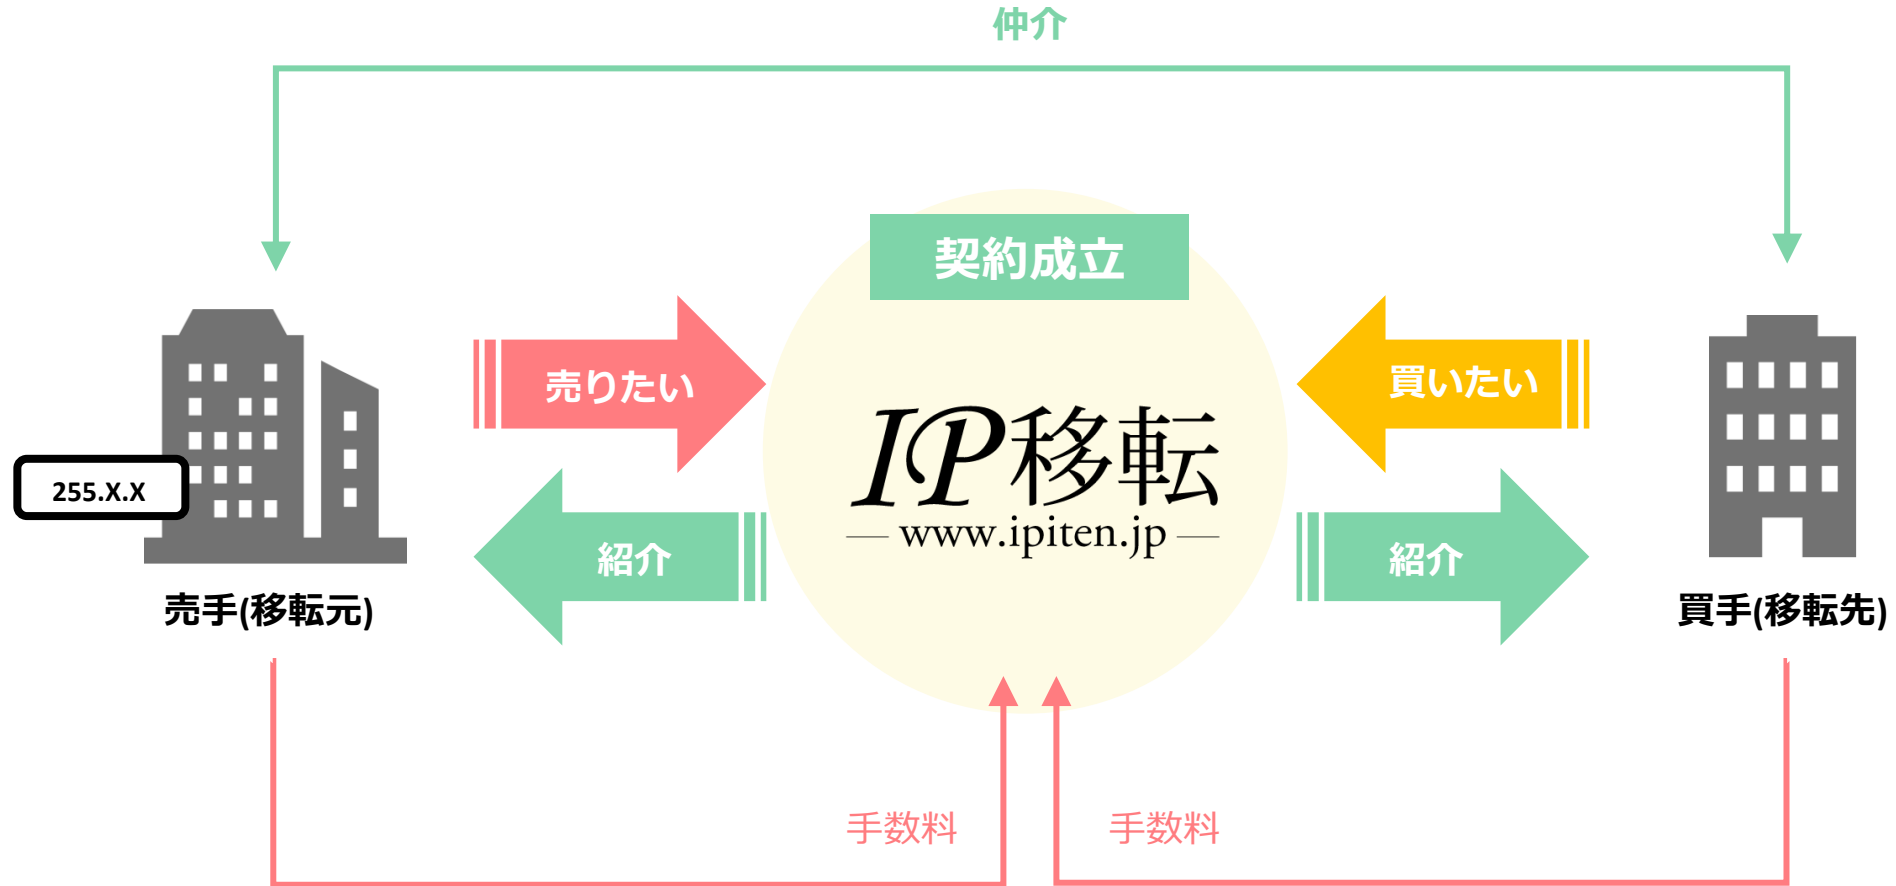 仲介
契約成立
売りたい
買いたい
IP移転
www.ipiten.jp
255.X.X
紹介
紹介
売手(移転元)
買手(移転先)
手数料
手数料